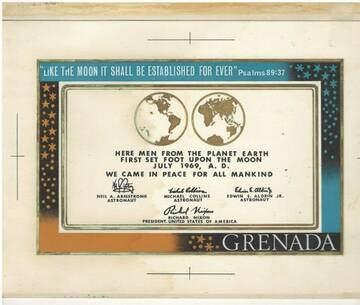 "LIKE THE MOON IT SHALL BE ESTABLISHED FOR EVER" Psalms 89:37
HERE MEN FROM THE PLANET EARTH
FIRST SET FOOT UPON THE MOON
JULY 1969, A. D.
WE CAME IN PEACE FOR ALL MANKIND
NEIL A. ARMSTRONG
ASTRONAUT
MICHAEL COLLINS
ASTRONAUT
EDWIN E. ALDRIN JR.
ASTRONAUT
Richard Nixon
RICHARD NIXON
PRESIDENT, UNITED STATES OF AMERICA
GRENADA